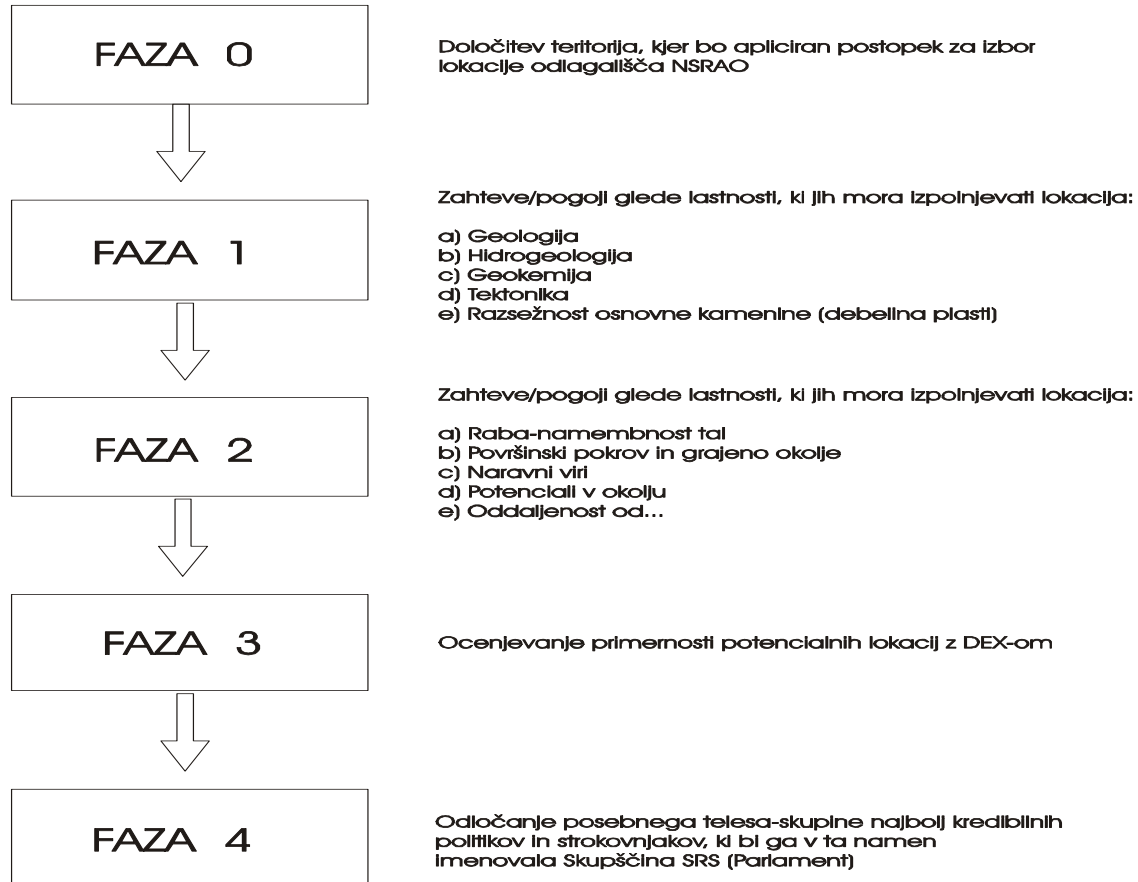 FAZA 0
Določitev teritorija, kjer bo apliciran postopek za izbor
lokacije odlagališča NSRAO
FAZA 1
Zahteve/pogoji glede lastnosti, ki jih mora izpolnjevati lokacija:
a) Geologija
b) Hidrogeologija
c) Geokemija
d) Tektonika
e) Razsežnost osnovne kamenine (debelina plasti)
FAZA 2
Zahteve/pogoji glede lastnosti, ki jih mora izpolnjevati lokacija:
a) Raba-namembnost tal
b) Površinski pokrov in grajeno okolje
c) Naravni viri
d) Potenciali v okolju
e) Oddaljenost od...
FAZA 3
Ocenjevanje primernosti potencialnih lokacij z DEX-om
FAZA 4
Odločanje posebnega telesa-skupine najbolj kredibilnih
politikov in strokovnjakov, ki bi ga v ta namen
imenovala Skupščina SRS (Parlament)